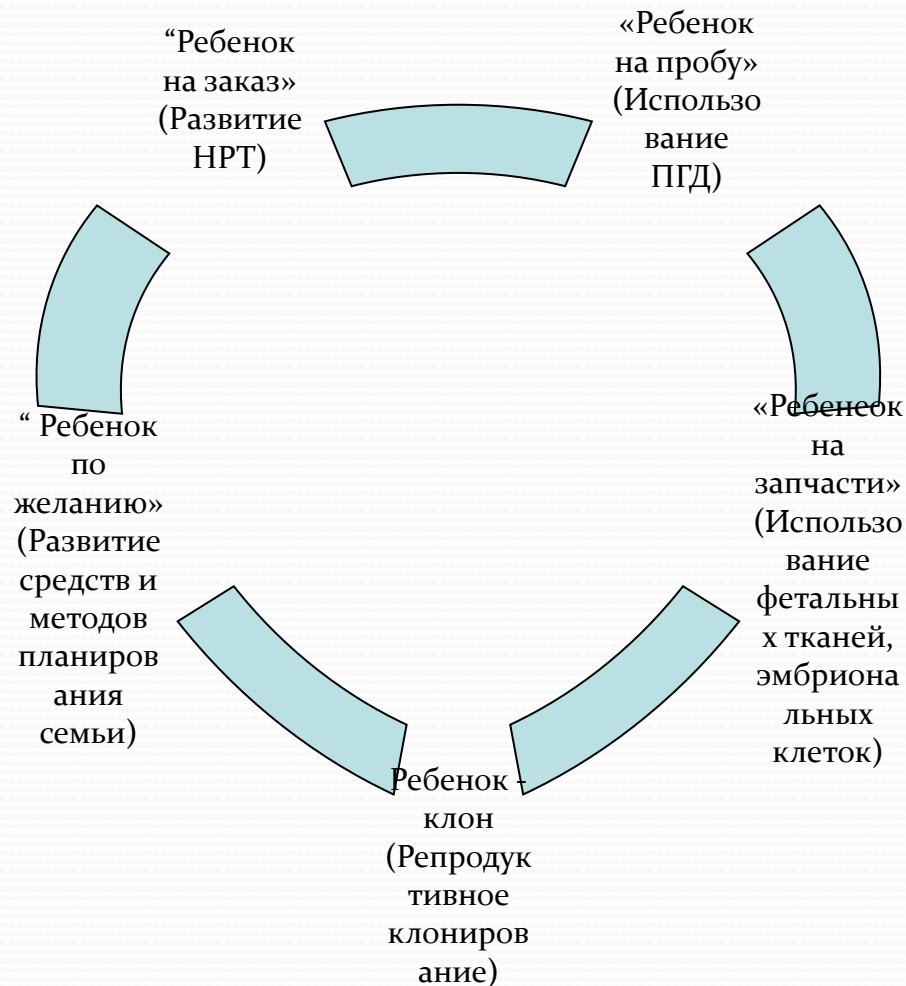 “Ребенок
на заказ»
(Развитие
НРТ)
«Ребенок
на пробу»
(Использо
вание
ПГД)
“ Ребенок
по
желанию»
(Развитие
средств и
методов
планиров
ания
семьи)
«Ребенеок
на
запчасти»
(Использо
вание
фетальны
х тканей,
эмбриона
льных
клеток)
Ребенок -
клон
(Репродук
тивное
клониров
ание)